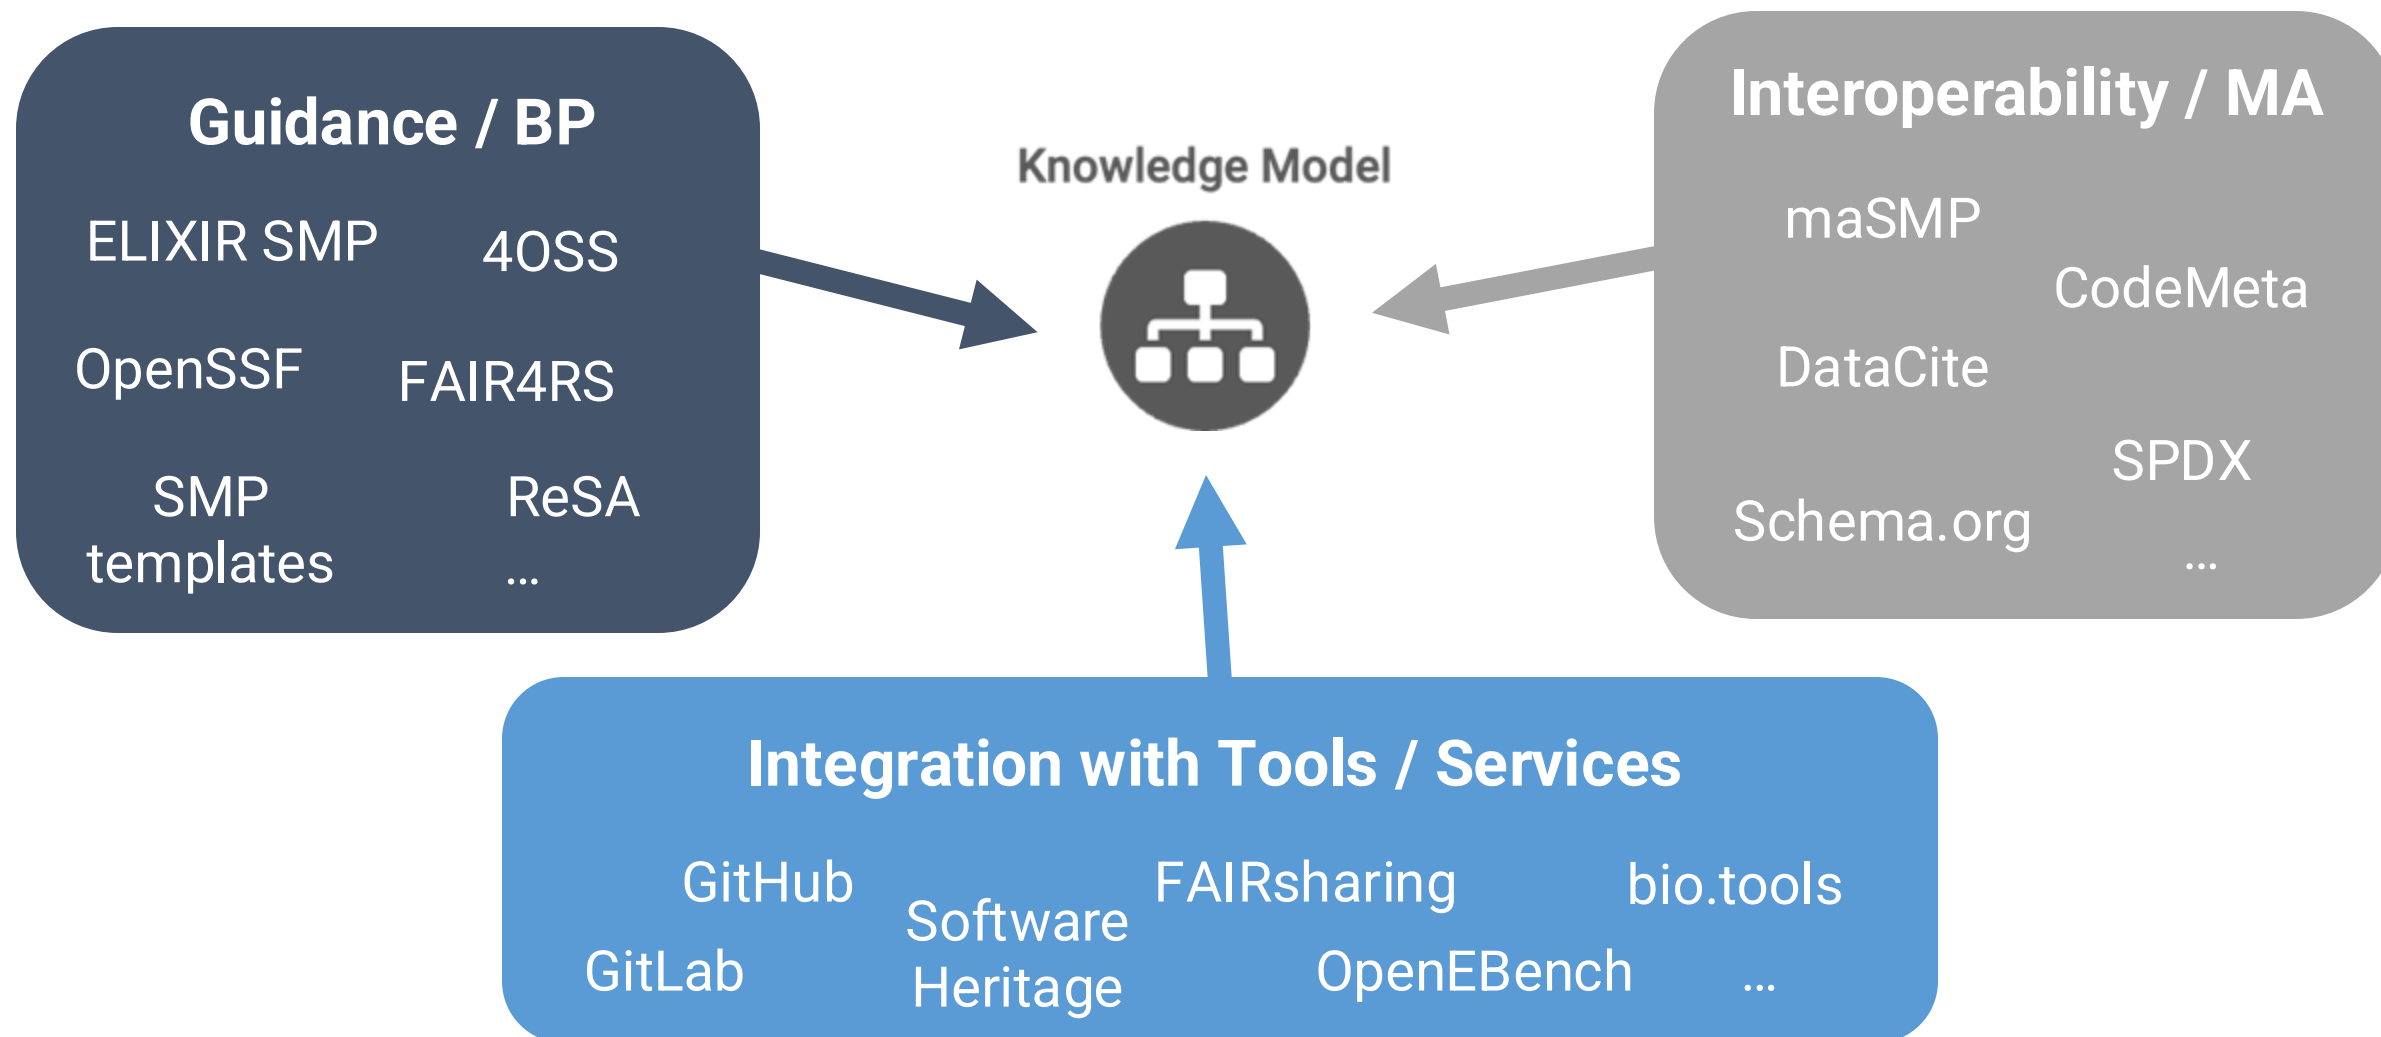 Guidance / BP
ELIXIR SMP
4OSS
OpenSSF
FAIR4RS
SMP
templates
ReSA
...
Knowledge Model
Interoperability / MA
maSMP
CodeMeta
DataCite
SPDX
Schema.org
...
Integration with Tools / Services
GitHub
Software
Heritage
FAIRsharing
bio.tools
GitLab
OpenEBench
...